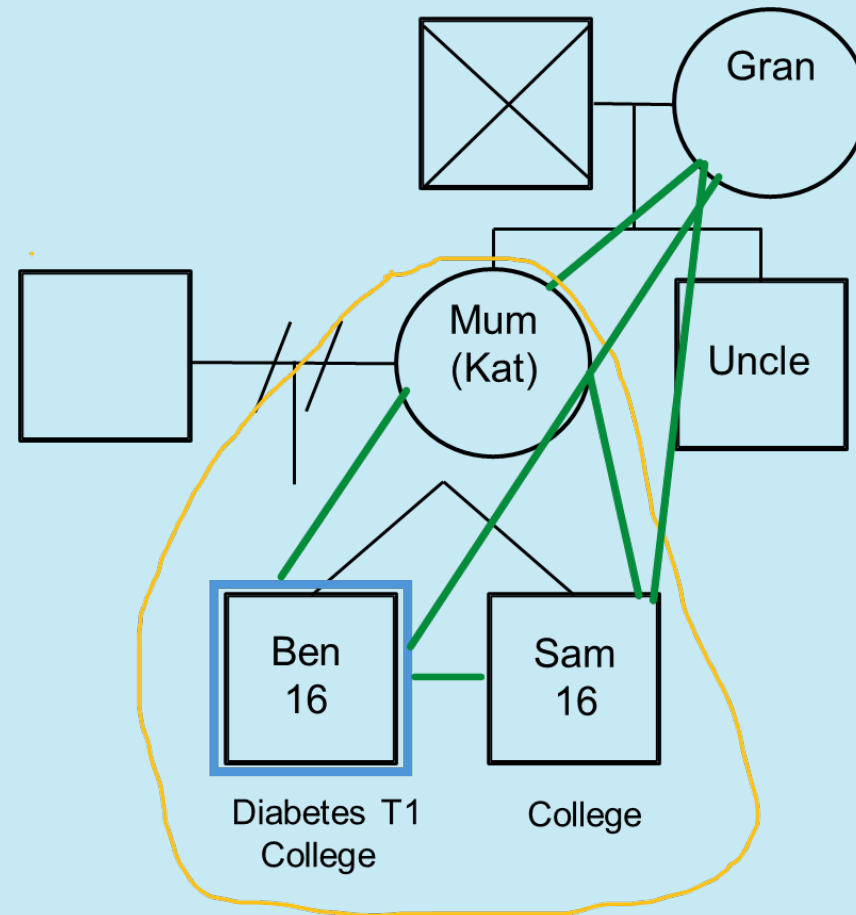 Gran
Mum
(Kat)
Uncle
Ben
16
Sam
16
Diabetes T1
College
College